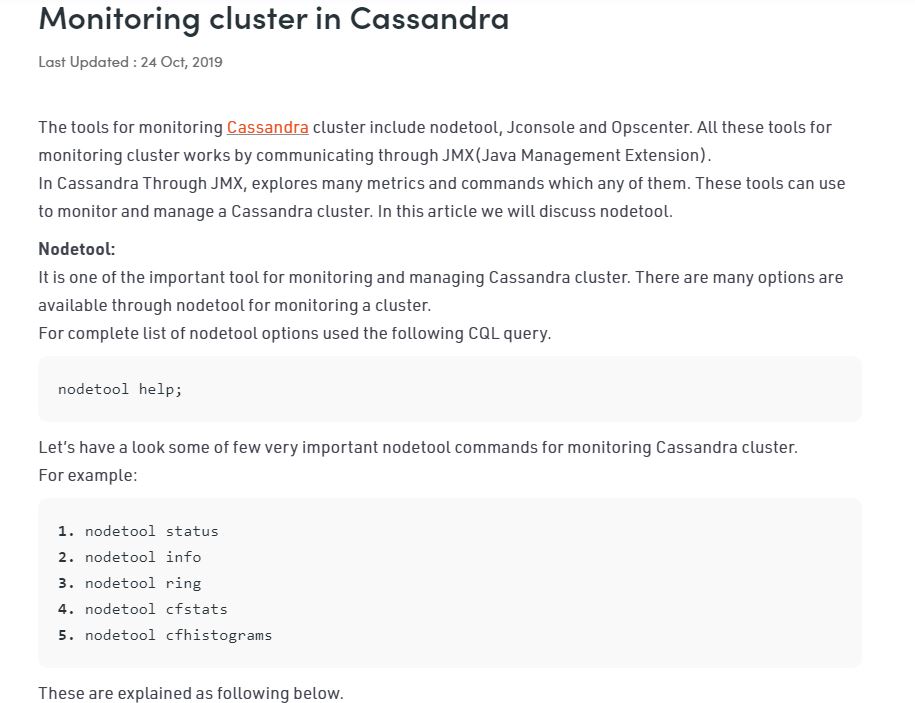 Monitoring cluster in Cassandra
Last Updated : 24 Oct, 2019
The tools for monitoring Cassandra cluster include nodetool, Jconsole and Opscenter. All these tools for
monitoring cluster works by communicating through JMX(Java Management Extension).
In Cassandra Through JMX, explores many metrics and commands which any of them. These tools can use
to monitor and manage a Cassandra cluster. In this article we will discuss nodetool.
Nodetool:
It is one of the important tool for monitoring and managing Cassandra cluster. There are many options are
available through nodetool for monitoring a cluster.
For complete list of nodetool options used the following CQL query.
nodetool help;
Let's have a look some of few very important nodetool commands for monitoring Cassandra cluster.
For example:
1. nodetool status
2. nodetool info
3. nodetool ring
4. nodetool cfstats
5. nodetool cfhistograms
These are explained as following below.